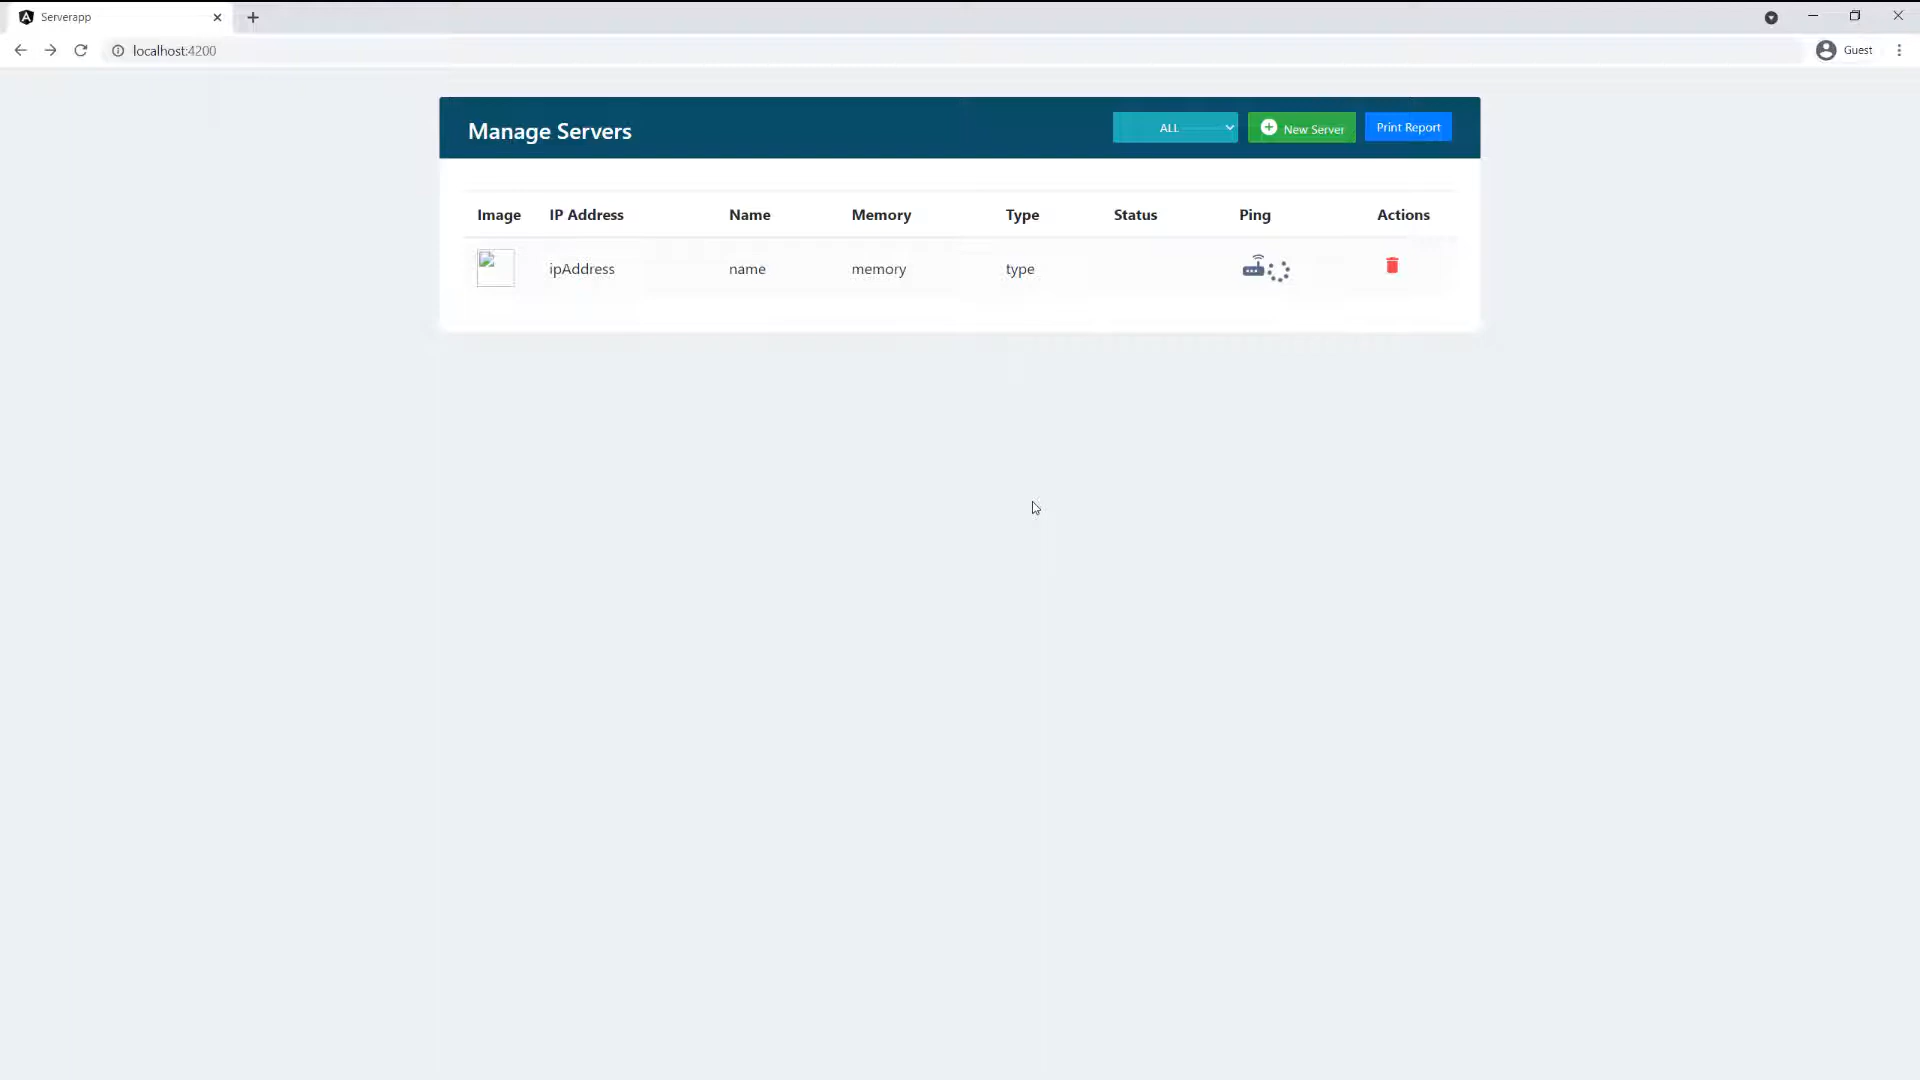 Serverapp
localhost:4200
Guest
Manage Servers
ALL
New Server
Print Report
Image IP Address Name Memory Type Status Ping Actions
ipAddress name memory type